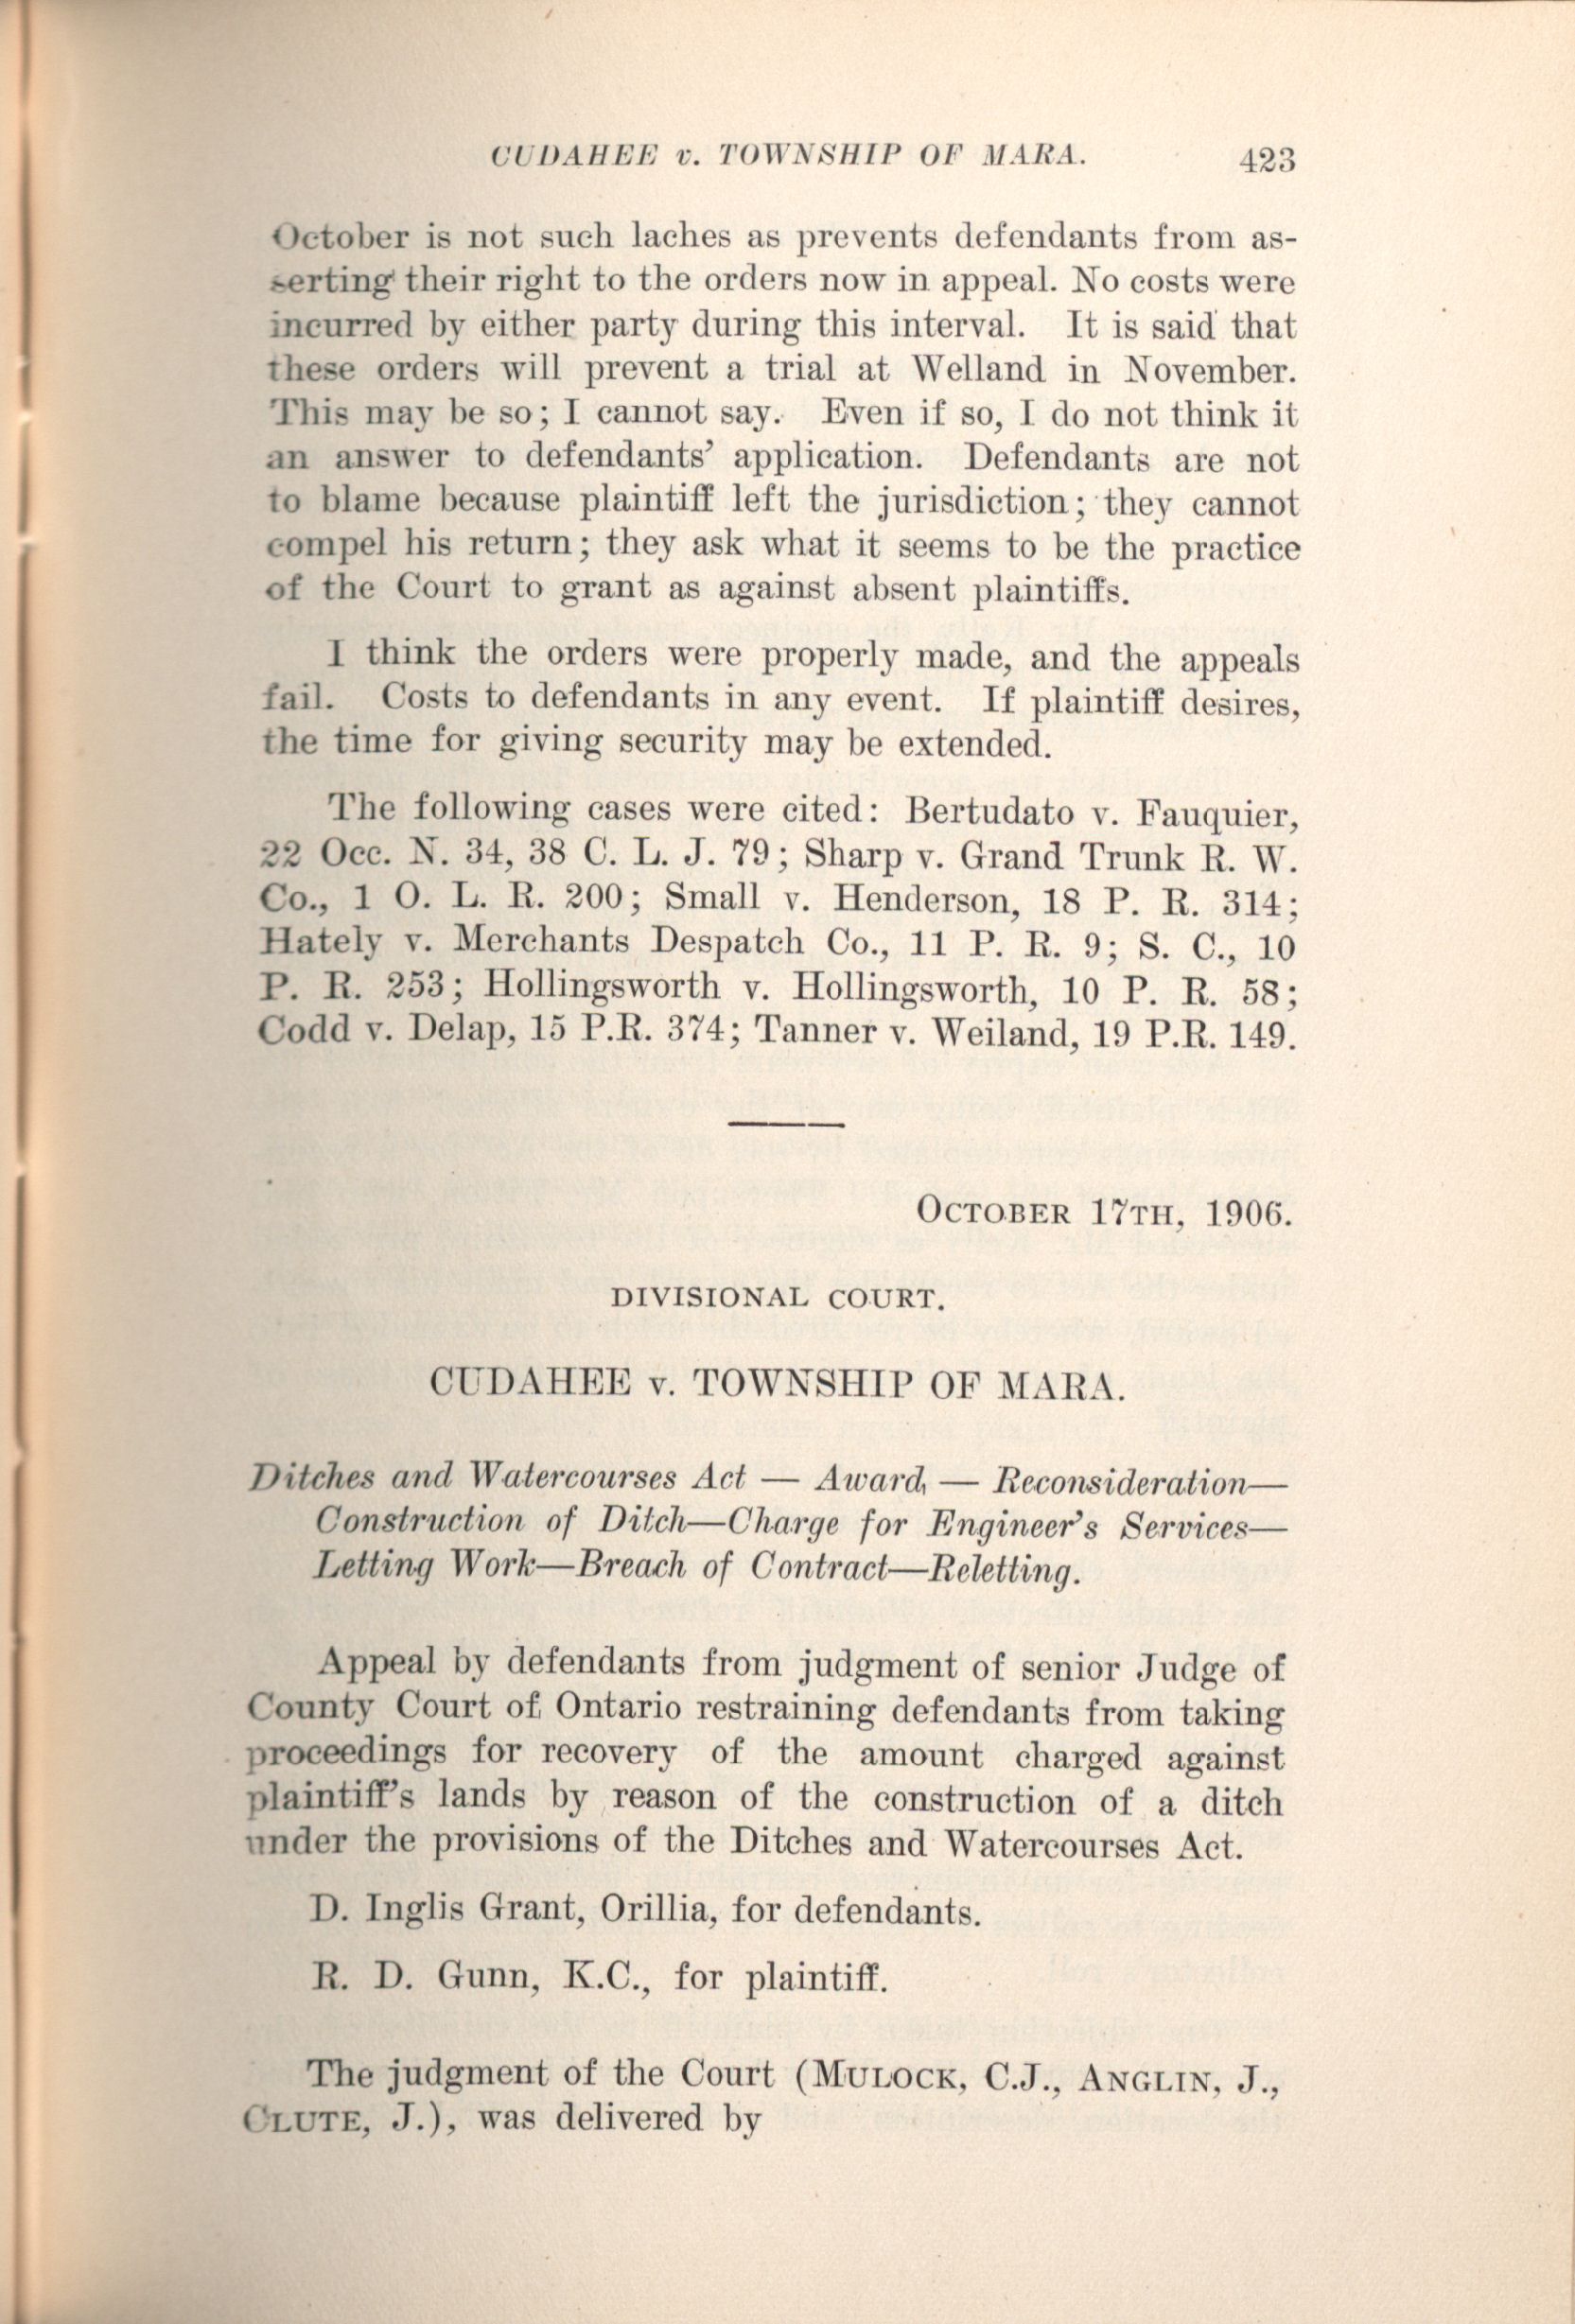 CUDAHEE v. TOWNSHIP OF MARA. 423
October is not such laches as prevents defendants from as-
serting their right to the orders now in appeal. No costs were
incurred by either party during this interval. It is said that
these orders will prevent a trial at Welland in November.
This may be so; I cannot say. Even if so, I do not think it
an answer to defendants' application. Defendants are not
to blame because plaintiff left the jurisdiction; they cannot
compel his return; they ask what it seems to be the practice
of the Court to grant as against absent plaintiffs.
I think the orders were properly made, and the appeals
fail. Costs to defendants in any event. If plaintiff desires,
the time for giving security may be extended.
The following cases were cited: Bertudato v. Fauquier,
22 Occ. N. 34, 38 C. L. J. 79; Sharp v. Grand Trunk R. W.
Co., 1 O. L. R. 200; Small v. Henderson, 18 P. R. 314;
Hately v. Merchants Despatch Co., 11 P. R. 9; S. C., 10
P. R. 253; Hollingsworth v. Hollingsworth, 10 P. R. 58;
Codd v. Delap, 15 P.R. 374; Tanner v. Weiland, 19 P.R. 149.
OCTOBER 17TH, 1906.
DIVISIONAL COURT.
CUDAHEE v. TOWNSHIP OF MARA.
Ditches and Watercourses Act — Award, — Reconsideration—
Construction of Ditch—Charge for Engineer's Services—
Letting Work—Breach of Contract—Reletting.
Appeal by defendants from judgment of senior Judge of
County Court of Ontario restraining defendants from taking
proceedings for recovery of the amount charged against
plaintiff's lands by reason of the construction of a ditch
under the provisions of the Ditches and Watercourses Act.
D. Inglis Grant, Orillia, for defendants.
R. D. Gunn, K.C., for plaintiff.
The judgment of the Court (MULOCK, C.J., ANGLIN, J.,
CLUTE, J.), was delivered by